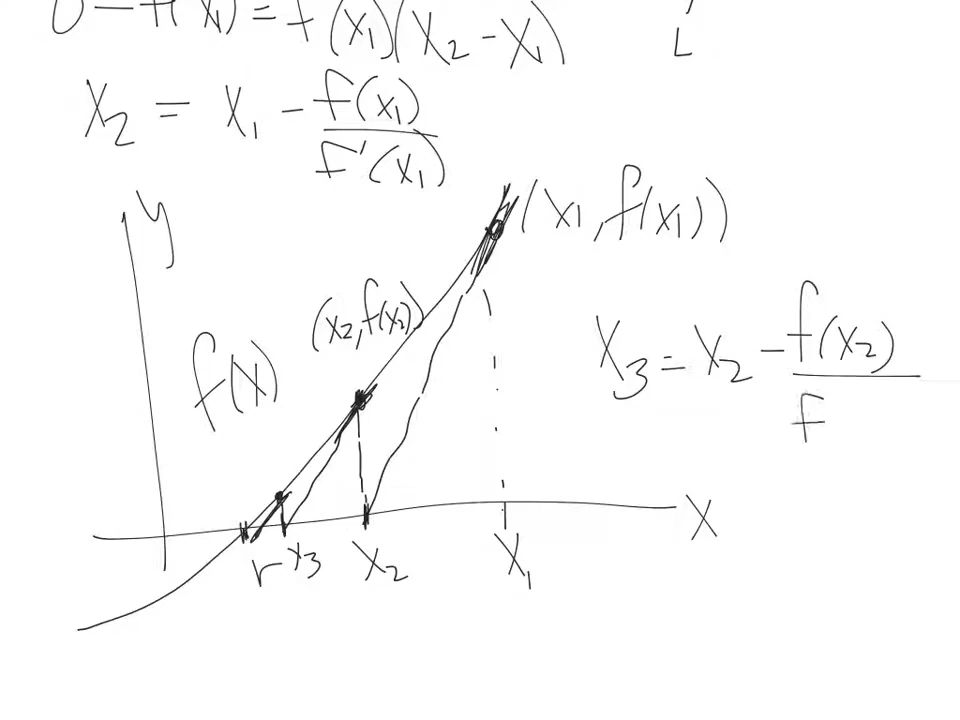 0 - f(x₁) = f'(x₁)(x₂ - x₁)
x₂ = x₁ - f(x₁)/f'(x₁)
y
(x₁, f(x₁))
(x₂, f(x₂))
f(x)
x₃ = x₂ - f(x₂)/f
x
r x₃ x₂ x₁